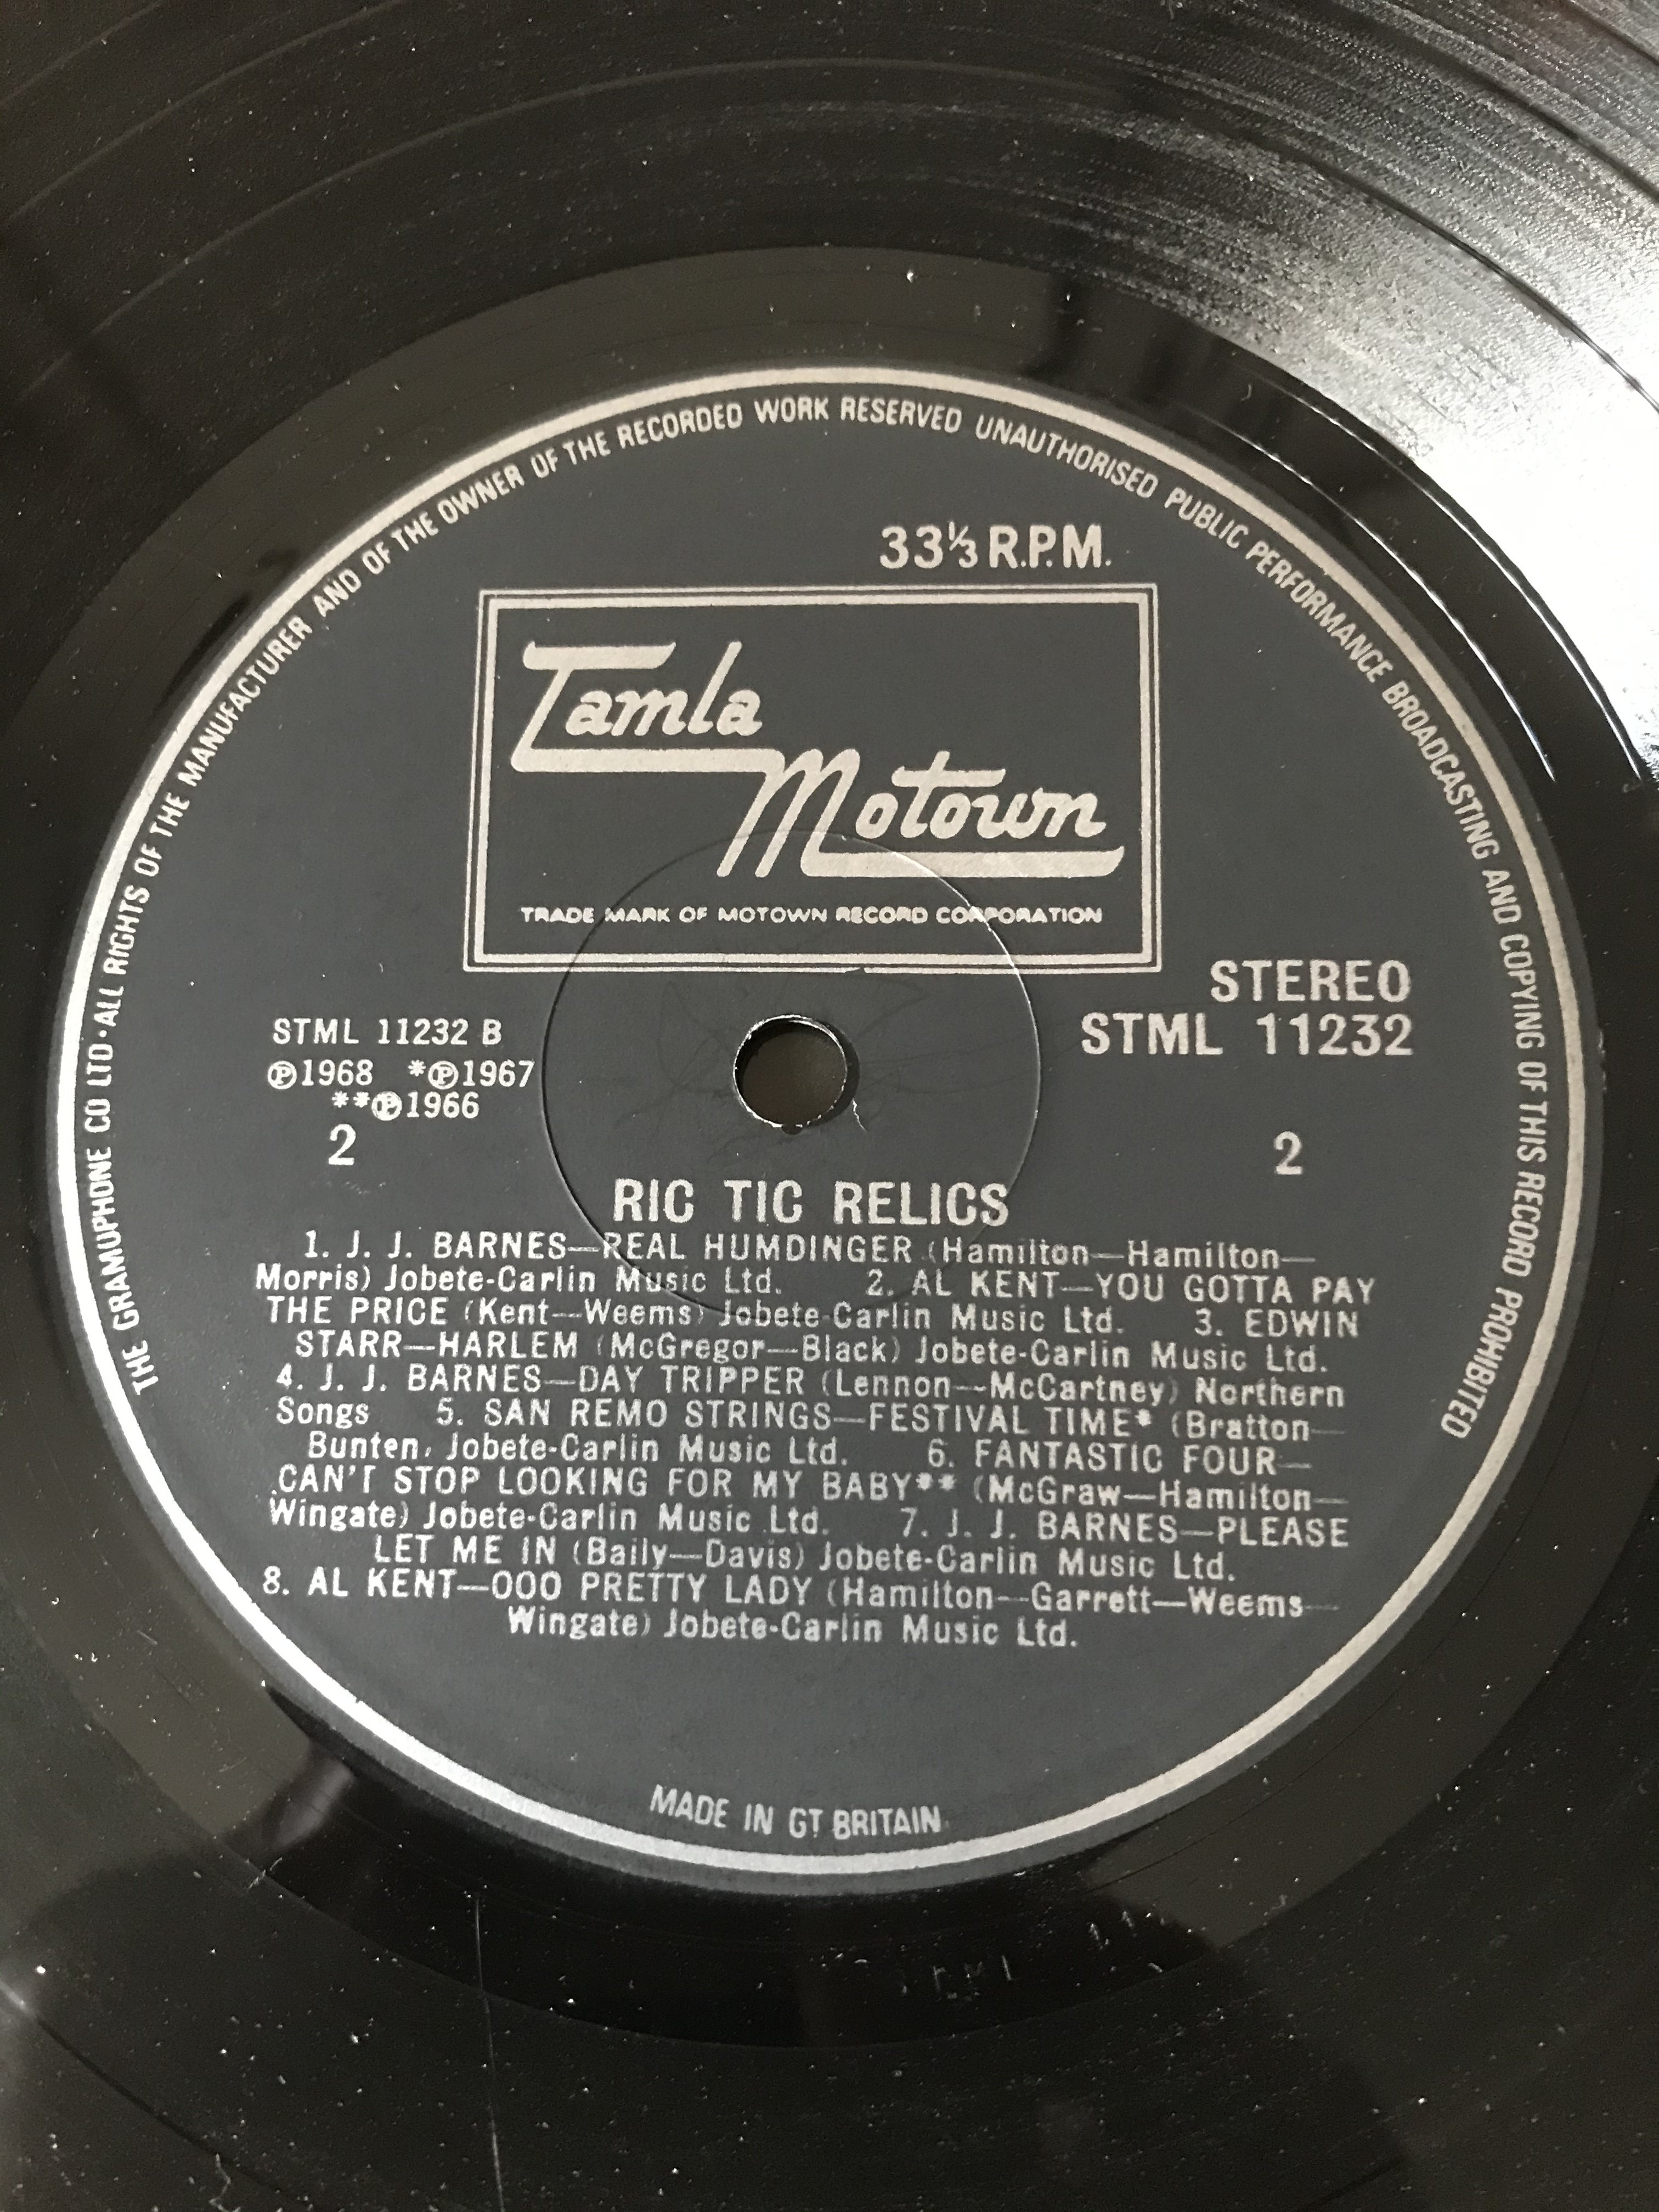 THE GRAMOPHONE CO LTD · ALL RIGHTS OF THE MANUFACTURER AND OF THE OWNER OF THE RECORDED WORK RESERVED UNAUTHORISED PUBLIC PERFORMANCE BROADCASTING AND COPYING OF THIS RECORD PROHIBITED
33⅓ R.P.M.
Tamla
Motown
TRADE MARK OF MOTOWN RECORD CORPORATION
STEREO
STML 11232
STML 11232 B
℗1968 *℗1967
**℗1966
2 2
RIC TIC RELICS
1. J. J. BARNES—REAL HUMDINGER (Hamilton—Hamilton—
Morris) Jobete-Carlin Music Ltd. 2. AL KENT—YOU GOTTA PAY
THE PRICE (Kent—Weems) Jobete-Carlin Music Ltd. 3. EDWIN
STARR—HARLEM (McGregor—Black) Jobete-Carlin Music Ltd.
4. J. J. BARNES—DAY TRIPPER (Lennon—McCartney) Northern
Songs 5. SAN REMO STRINGS—FESTIVAL TIME* (Bratton—
Bunten) Jobete-Carlin Music Ltd. 6. FANTASTIC FOUR—
CAN'T STOP LOOKING FOR MY BABY** (McGraw—Hamilton—
Wingate) Jobete-Carlin Music Ltd. 7. J. J. BARNES—PLEASE
LET ME IN (Baily—Davis) Jobete-Carlin Music Ltd.
8. AL KENT—OOO PRETTY LADY (Hamilton—Garrett—Weems—
Wingate) Jobete-Carlin Music Ltd.
MADE IN GT BRITAIN